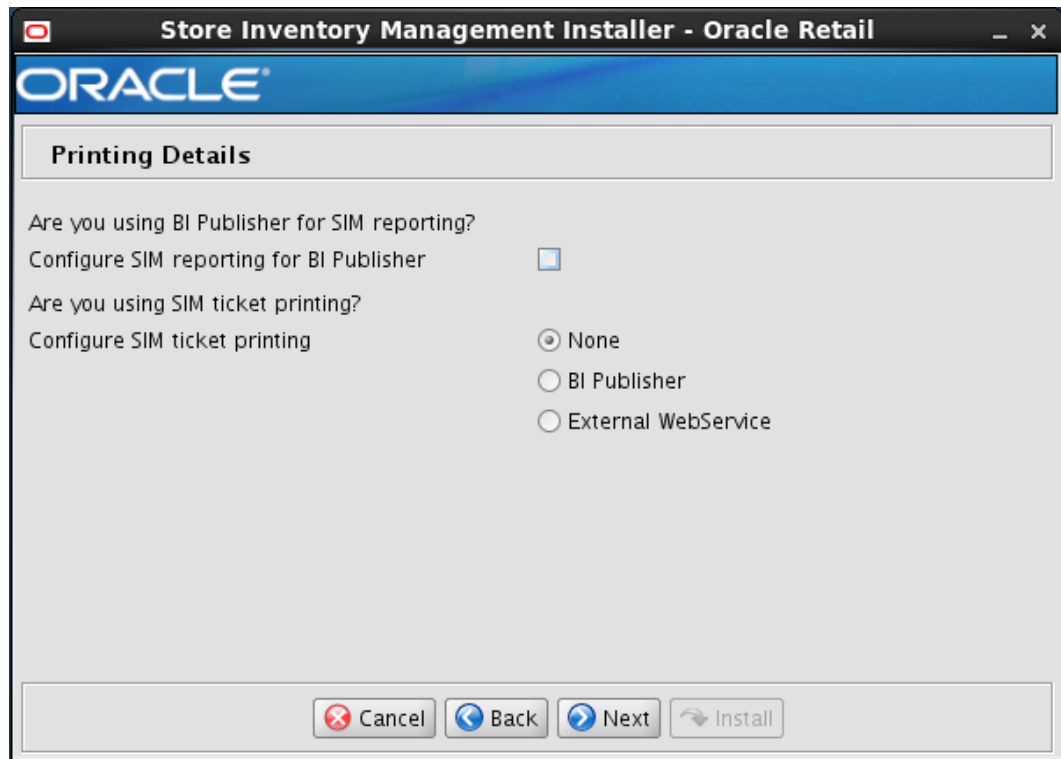 Store Inventory Management Installer - Oracle Retail
ORACLE®
Printing Details
Are you using BI Publisher for SIM reporting?
Configure SIM reporting for BI Publisher
Are you using SIM ticket printing?
Configure SIM ticket printing
None
BI Publisher
External WebService
Cancel Back Next Install